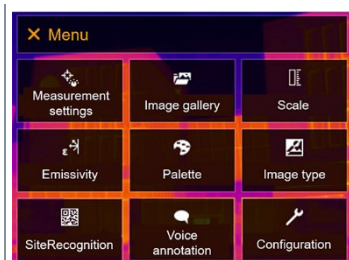 Menu
Measurement
settings
Image gallery
Scale
Emissivity
Palette
Image type
SiteRecognition
Voice
annotation
Configuration